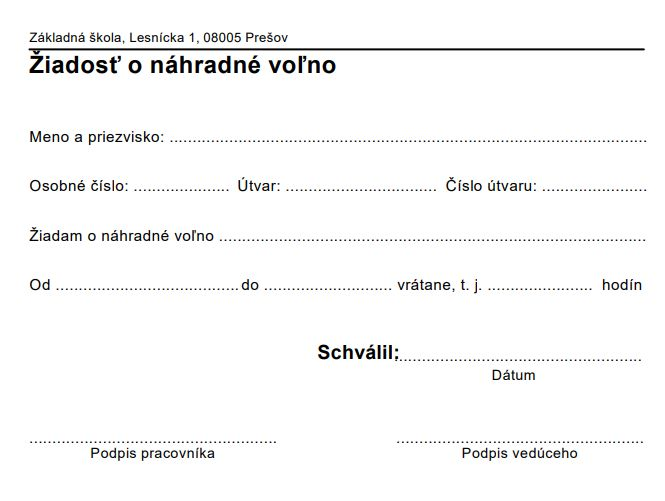 Základná škola, Lesnícka 1, 08005 Prešov
Žiadosť o náhradné voľno
Meno a priezvisko: ........................................................................................................
Osobné číslo: ..................... Útvar: ................................. Číslo útvaru: .......................
Žiadam o náhradné voľno .............................................................................................
Od ........................................ do ............................ vrátane, t. j. ....................... hodín
Schválil: .....................................................
Dátum
...................................................... ......................................................
Podpis pracovníka Podpis vedúceho